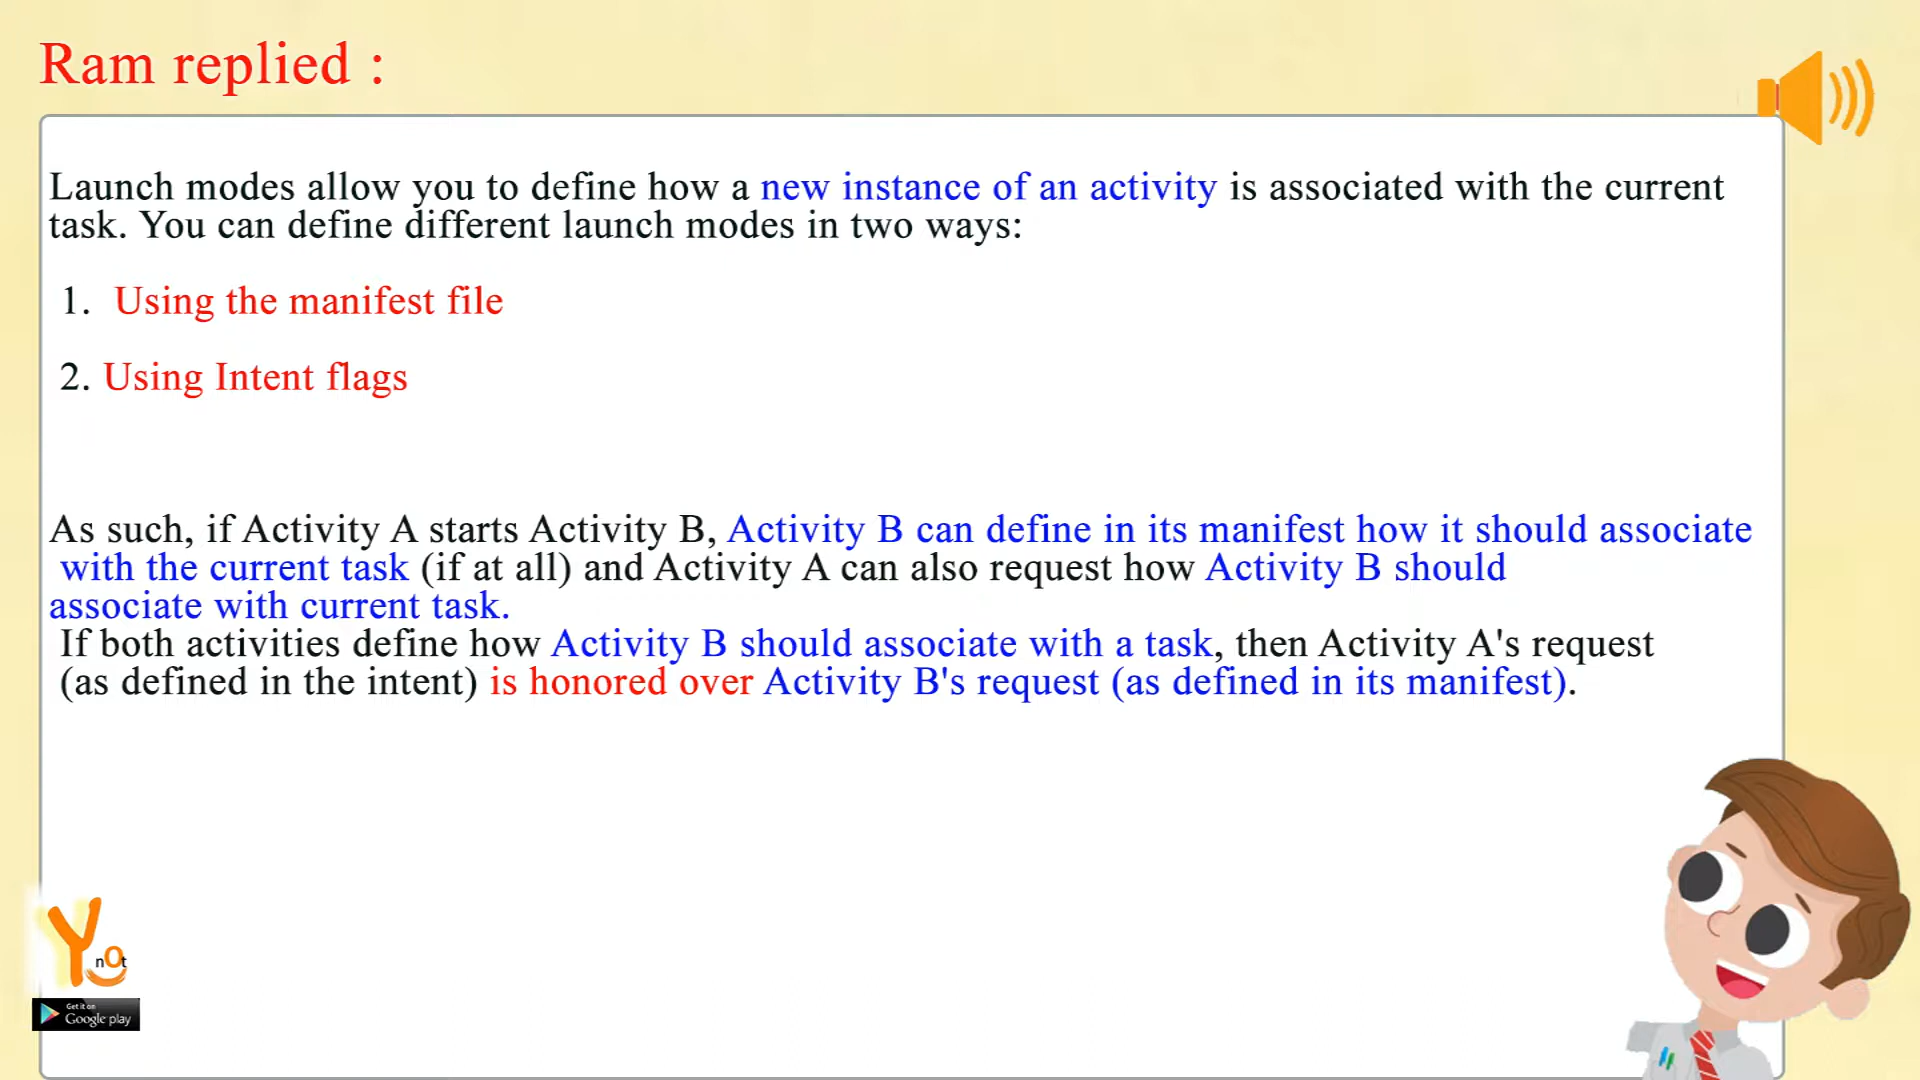 Ram replied :
Launch modes allow you to define how a new instance of an activity is associated with the current
task. You can define different launch modes in two ways:
1. Using the manifest file
2. Using Intent flags
As such, if Activity A starts Activity B, Activity B can define in its manifest how it should associate
with the current task (if at all) and Activity A can also request how Activity B should
associate with current task.
If both activities define how Activity B should associate with a task, then Activity A's request
(as defined in the intent) is honored over Activity B's request (as defined in its manifest).
Y not
Get it on
Google play